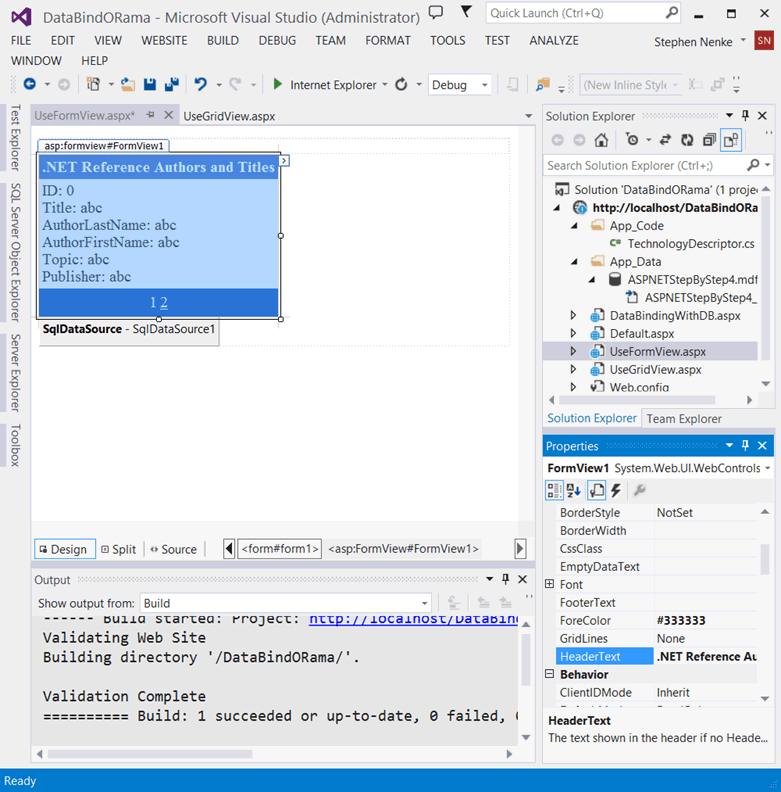 DataBindORama - Microsoft Visual Studio (Administrator)
Quick Launch (Ctrl+Q)
FILE EDIT VIEW WEBSITE BUILD DEBUG TEAM FORMAT TOOLS TEST ANALYZE
Stephen Nenke SN
WINDOW HELP
Internet Explorer Debug (New Inline Style
UseFormView.aspx* UseGridView.aspx
Test Explorer
SQL Server Object Explorer
Server Explorer
Toolbox
asp:formview#FormView1
.NET Reference Authors and Titles
ID: 0
Title: abc
AuthorLastName: abc
AuthorFirstName: abc
Topic: abc
Publisher: abc
1 2
SqlDataSource - SqlDataSource1
Design Split Source <form#form1> <asp:FormView#FormView1>
Output
Show output from: Build
------ Build started: Project: http://localhost/DataBind
Validating Web Site
Building directory '/DataBindORama/'.
Validation Complete
========== Build: 1 succeeded or up-to-date, 0 failed,
Solution Explorer
Search Solution Explorer (Ctrl+;)
Solution 'DataBindORama' (1 projec
http://localhost/DataBindORa
App_Code
TechnologyDescriptor.cs
App_Data
ASPNETStepByStep4.mdf
ASPNETStepByStep4_
DataBindingWithDB.aspx
Default.aspx
UseFormView.aspx
UseGridView.aspx
Web.config
Solution Explorer Team Explorer
Properties
FormView1 System.Web.UI.WebControls
BorderStyle NotSet
BorderWidth
CssClass
EmptyDataText
Font
FooterText
ForeColor #333333
GridLines None
HeaderText .NET Reference Au
Behavior
ClientIDMode Inherit
HeaderText
The text shown in the header if no Heade...
Ready